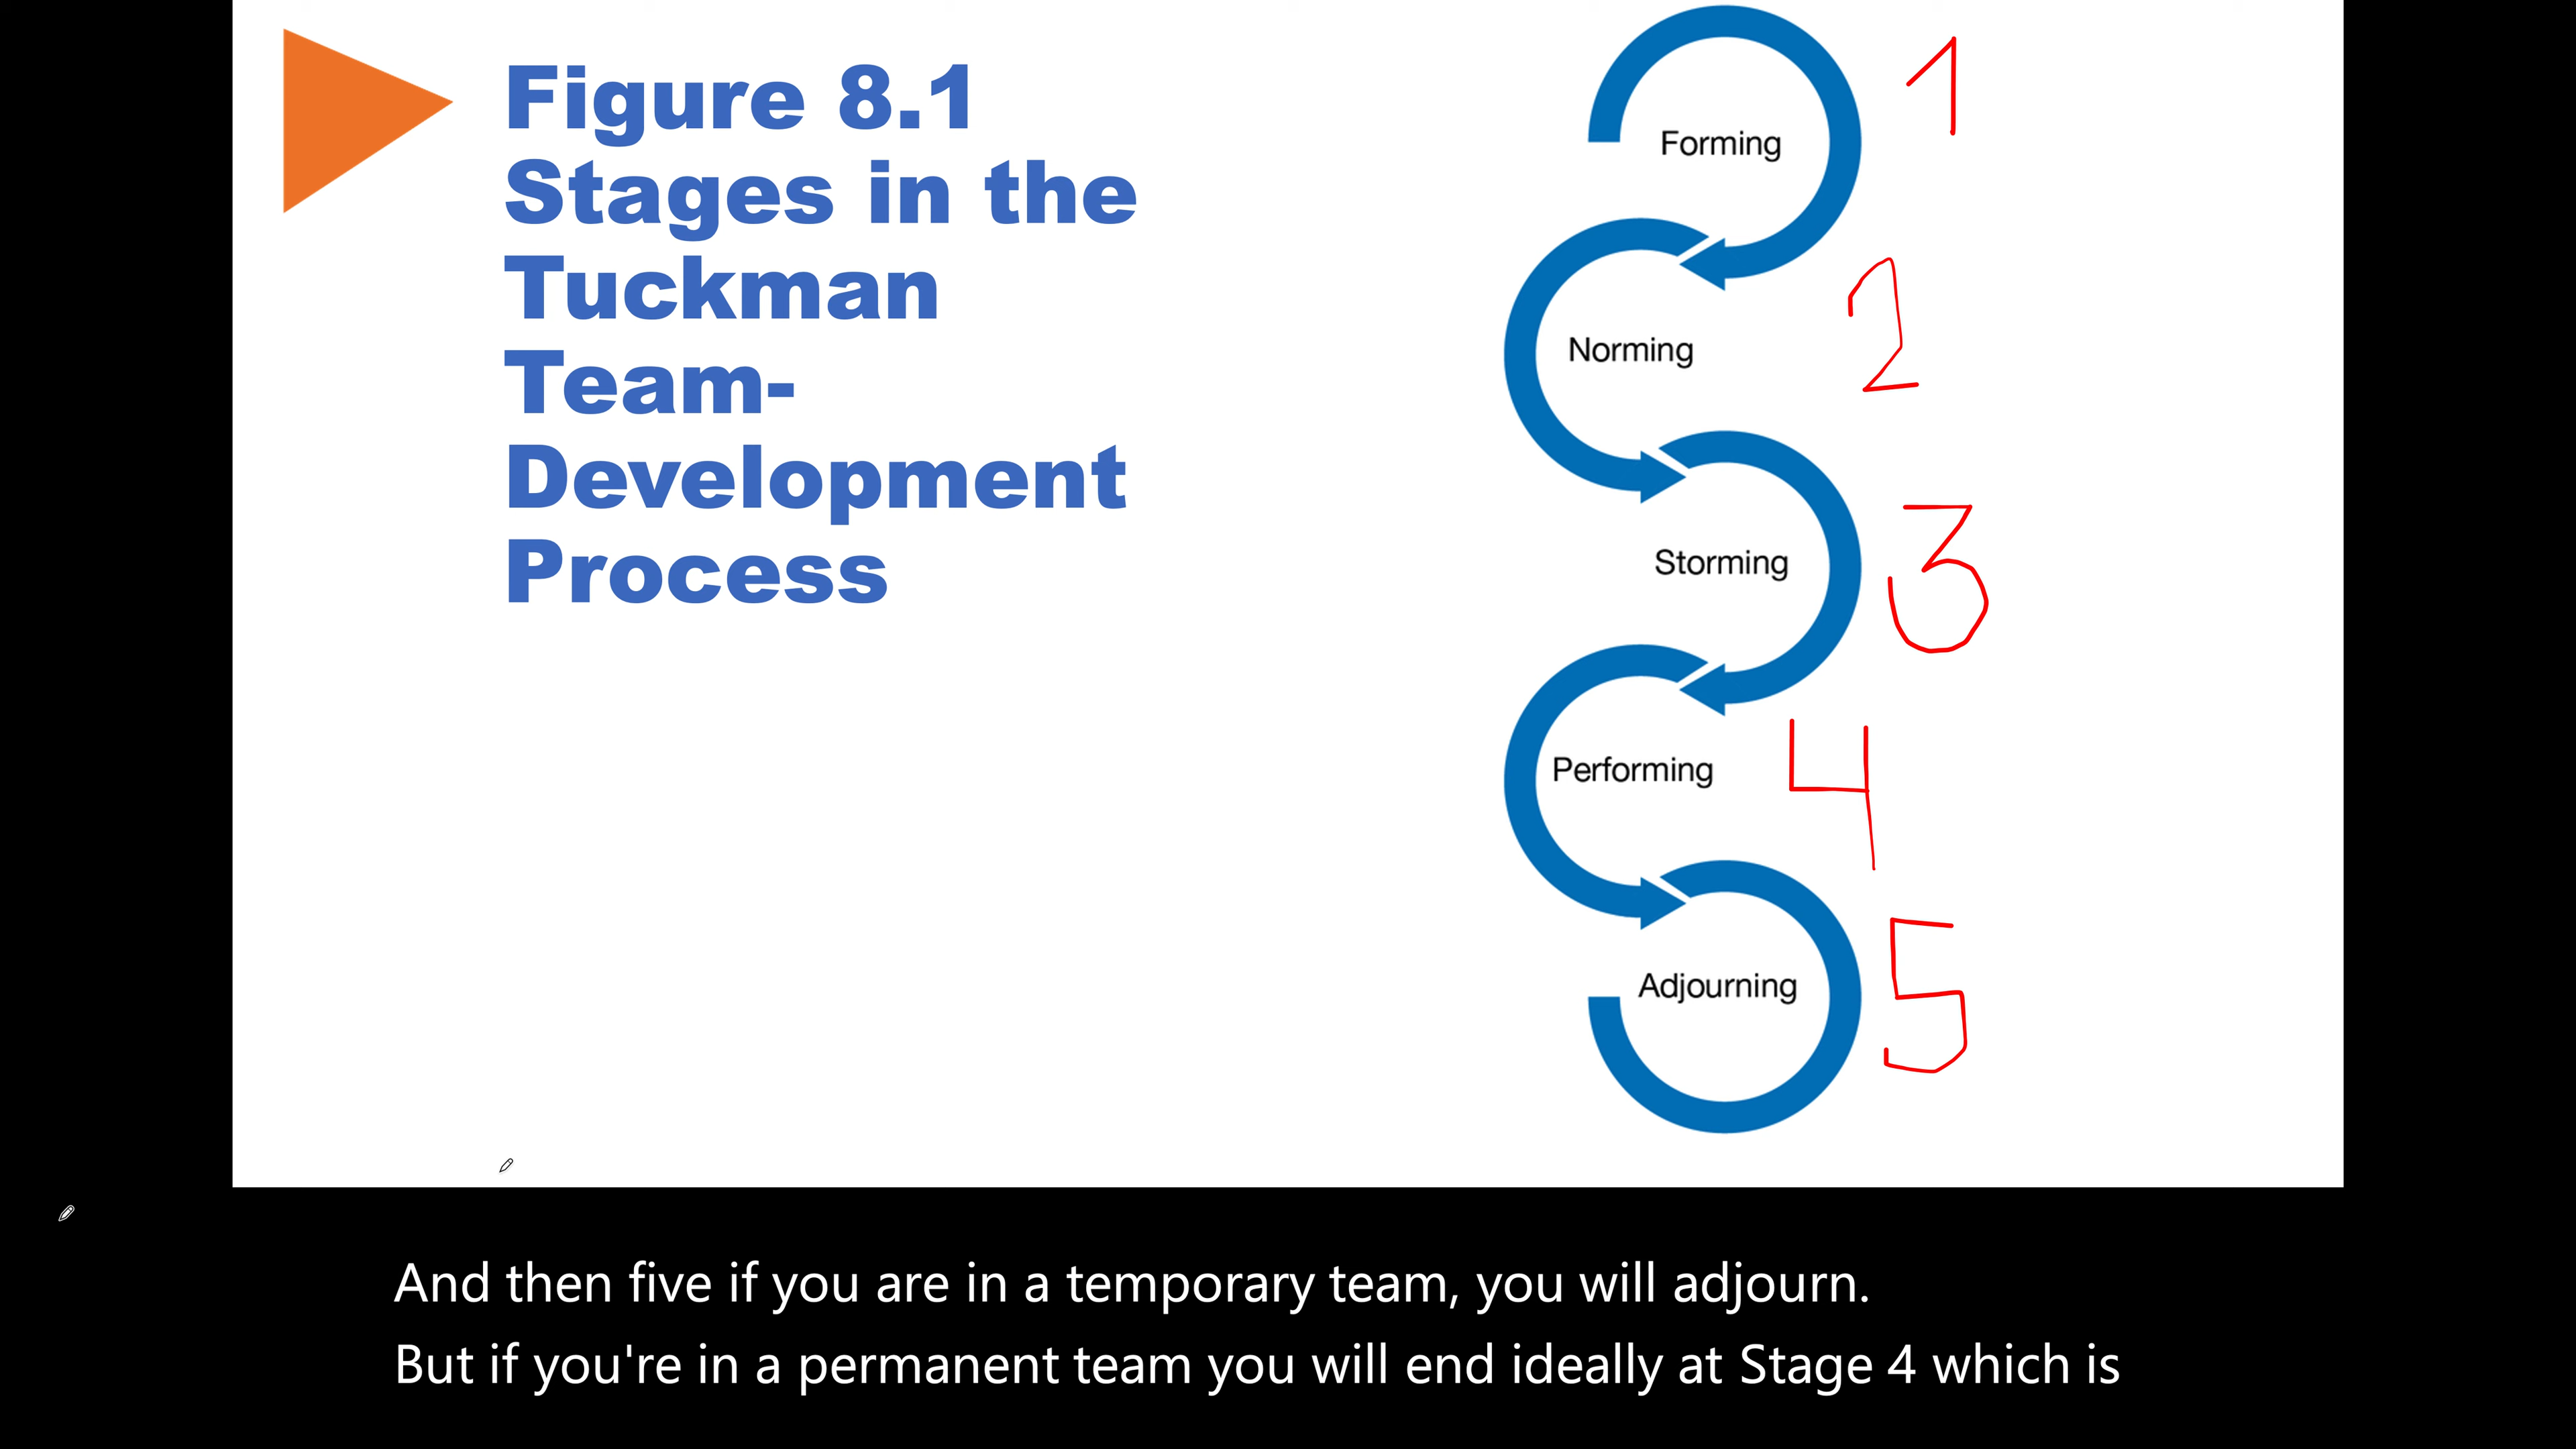 Figure 8.1
Stages in the
Tuckman
Team-
Development
Process
Forming
1
Norming
2
Storming
3
Performing
4
Adjourning
5
And then five if you are in a temporary team, you will adjourn.
But if you're in a permanent team you will end ideally at Stage 4 which is